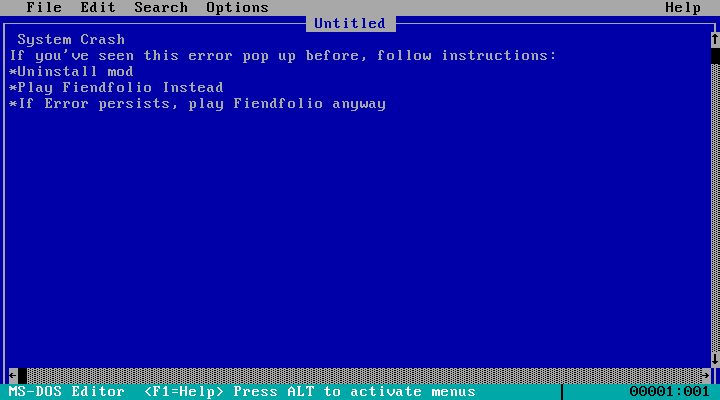 File Edit Search Options Help
Untitled
System Crash
If you've seen this error pop up before, follow instructions:
*Uninstall mod
*Play Fiendfolio Instead
*If Error persists, play Fiendfolio anyway
MS-DOS Editor <F1=Help> Press ALT to activate menus 00001:001